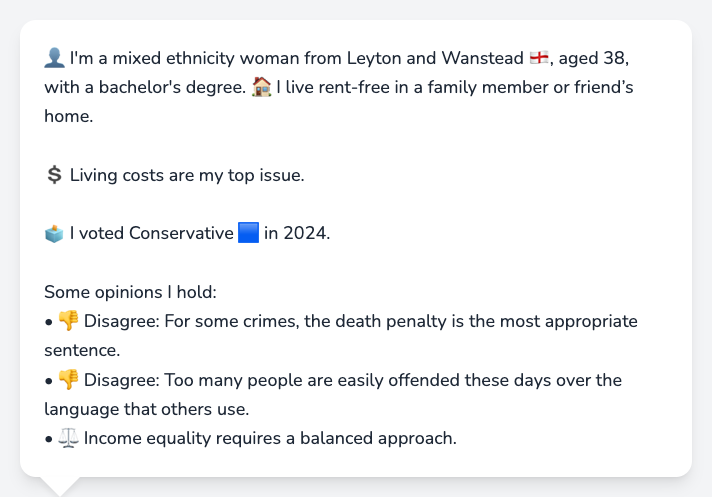 👤 I'm a mixed ethnicity woman from Leyton and Wanstead 🏴󠁧󠁢󠁥󠁮󠁧󠁿, aged 38,
with a bachelor's degree. 🏠 I live rent-free in a family member or friend’s
home.
💲 Living costs are my top issue.
🗳️ I voted Conservative 🟦 in 2024.
Some opinions I hold:
• 👎 Disagree: For some crimes, the death penalty is the most appropriate
sentence.
• 👎 Disagree: Too many people are easily offended these days over the
language that others use.
• ⚖️ Income equality requires a balanced approach.